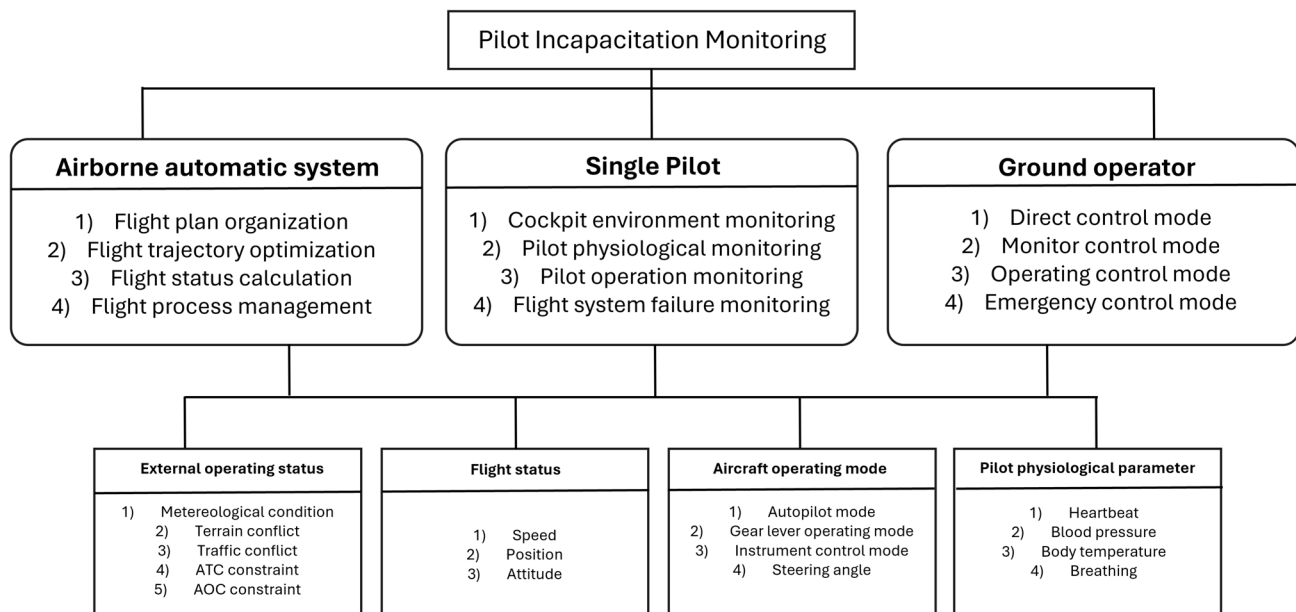 Pilot Incapacitation Monitoring
Airborne automatic system
1) Flight plan organization
2) Flight trajectory optimization
3) Flight status calculation
4) Flight process management
Single Pilot
1) Cockpit environment monitoring
2) Pilot physiological monitoring
3) Pilot operation monitoring
4) Flight system failure monitoring
Ground operator
1) Direct control mode
2) Monitor control mode
3) Operating control mode
4) Emergency control mode
External operating status
1) Metereological condition
2) Terrain conflict
3) Traffic conflict
4) ATC constraint
5) AOC constraint
Flight status
1) Speed
2) Position
3) Attitude
Aircraft operating mode
1) Autopilot mode
2) Gear lever operating mode
3) Instrument control mode
4) Steering angle
Pilot physiological parameter
1) Heartbeat
2) Blood pressure
3) Body temperature
4) Breathing